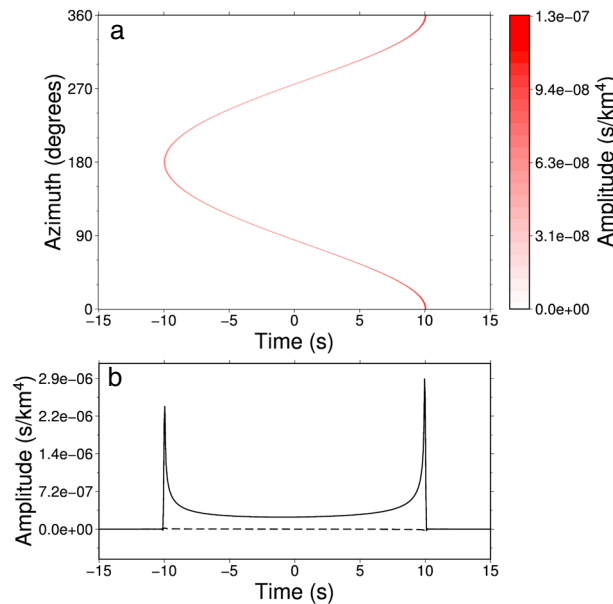 a
Azimuth (degrees)
360
270
180
90
0
−15 −10 −5 0 5 10 15
Time (s)
1.3e−07
9.4e−08
6.3e−08
3.1e−08
0.0e+00
Amplitude (s/km⁴)
b
Amplitude (s/km⁴)
2.9e−06
2.2e−06
1.4e−06
7.2e−07
0.0e+00
−15 −10 −5 0 5 10 15
Time (s)